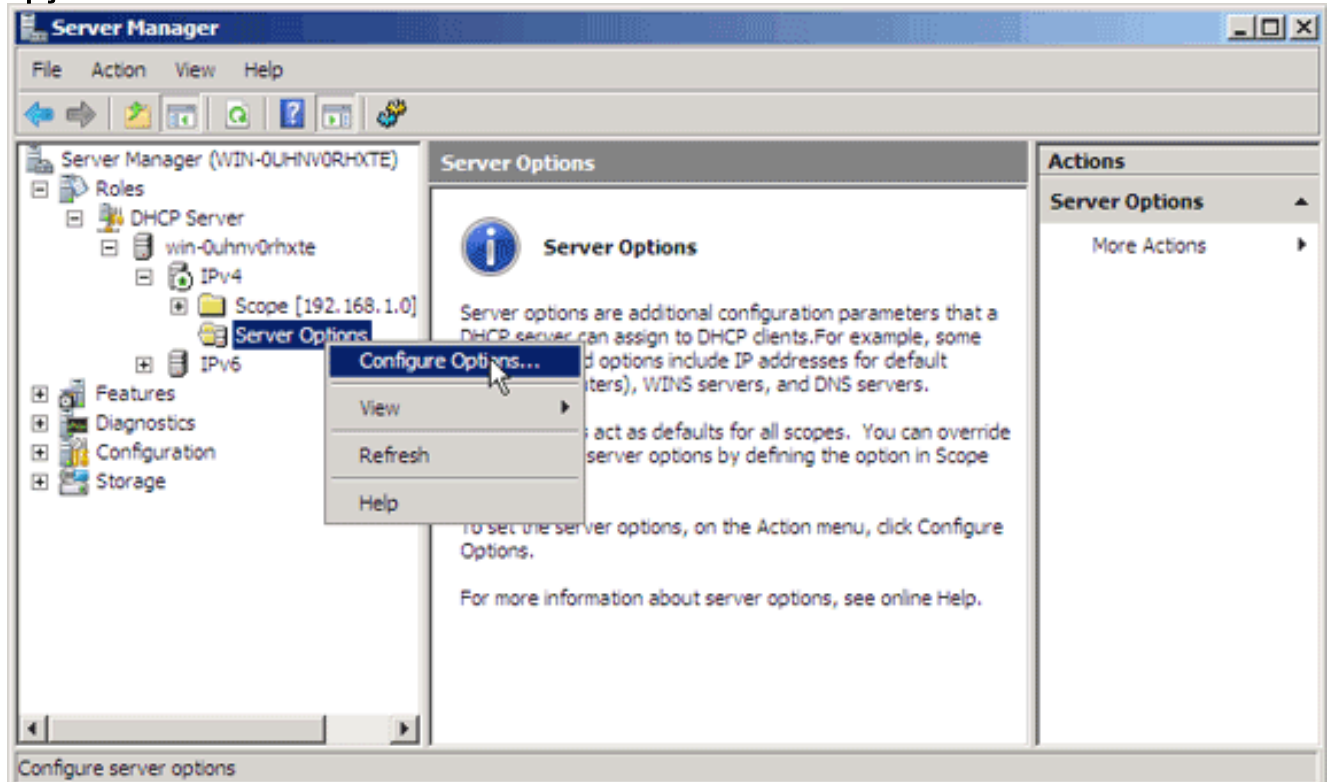 Server Manager
File Action View Help
Server Manager (WIN-0UHNV0RHXTE)
Roles
DHCP Server
win-0uhnv0rhxte
IPv4
Scope [192.168.1.0]
Server Options
IPv6
Features
Diagnostics
Configuration
Storage
Configure Options...
View
Refresh
Help
Server Options
Server Options
Server options are additional configuration parameters that a
DHCP server can assign to DHCP clients.For example, some
options include IP addresses for default
WINS servers, and DNS servers.
act as defaults for all scopes. You can override
server options by defining the option in Scope
To set the server options, on the Action menu, click Configure
Options.
For more information about server options, see online Help.
Actions
Server Options
More Actions
Configure server options